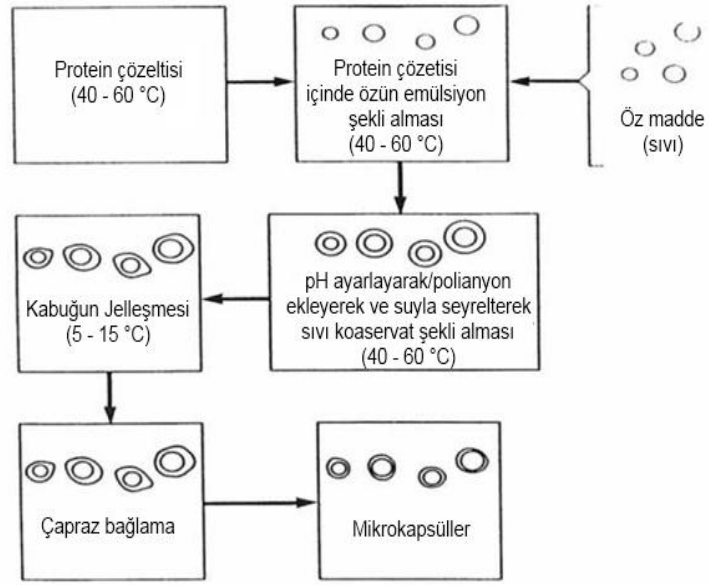 Protein çözeltisi
(40 - 60 °C)
Protein çözetisi
içinde özün emülsiyon
şekli alması
(40 - 60 °C)
Öz madde
(sıvı)
pH ayarlayarak/polianyon
ekleyerek ve suyla seyrelterek
sıvı koaservat şekli alması
(40 - 60 °C)
Kabuğun Jelleşmesi
(5 - 15 °C)
Çapraz bağlama
Mikrokapsüller